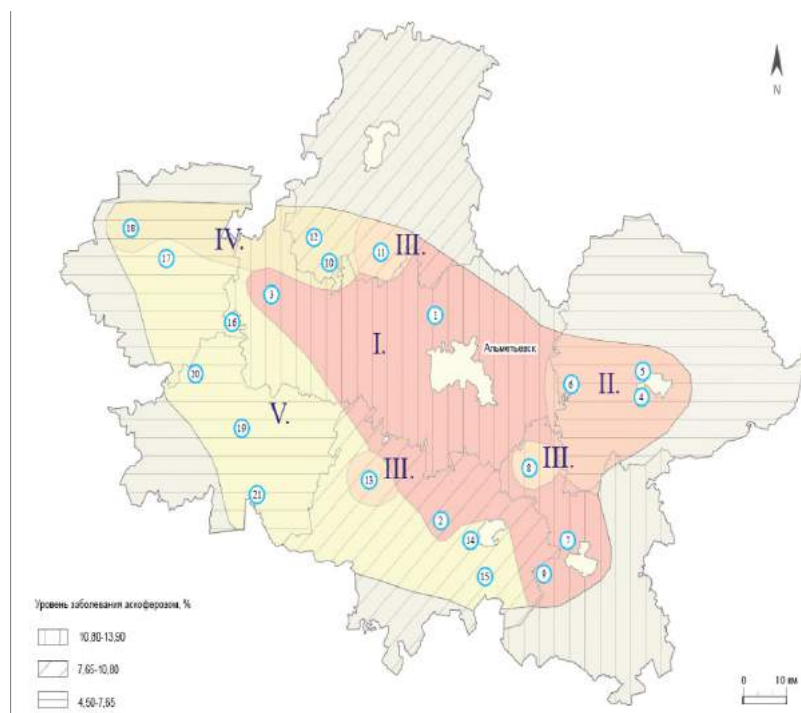 N
18
12
IV.
III.
11
17
10
3
1
16
I.
Альметьевск
5
20
6
II.
4
V.
19
III.
III.
8
13
21
2
14
7
9
15
Уровень заболевания аскоферозом, %
10,80-13,90
7,65-10,80
4,50-7,65
0 10 км